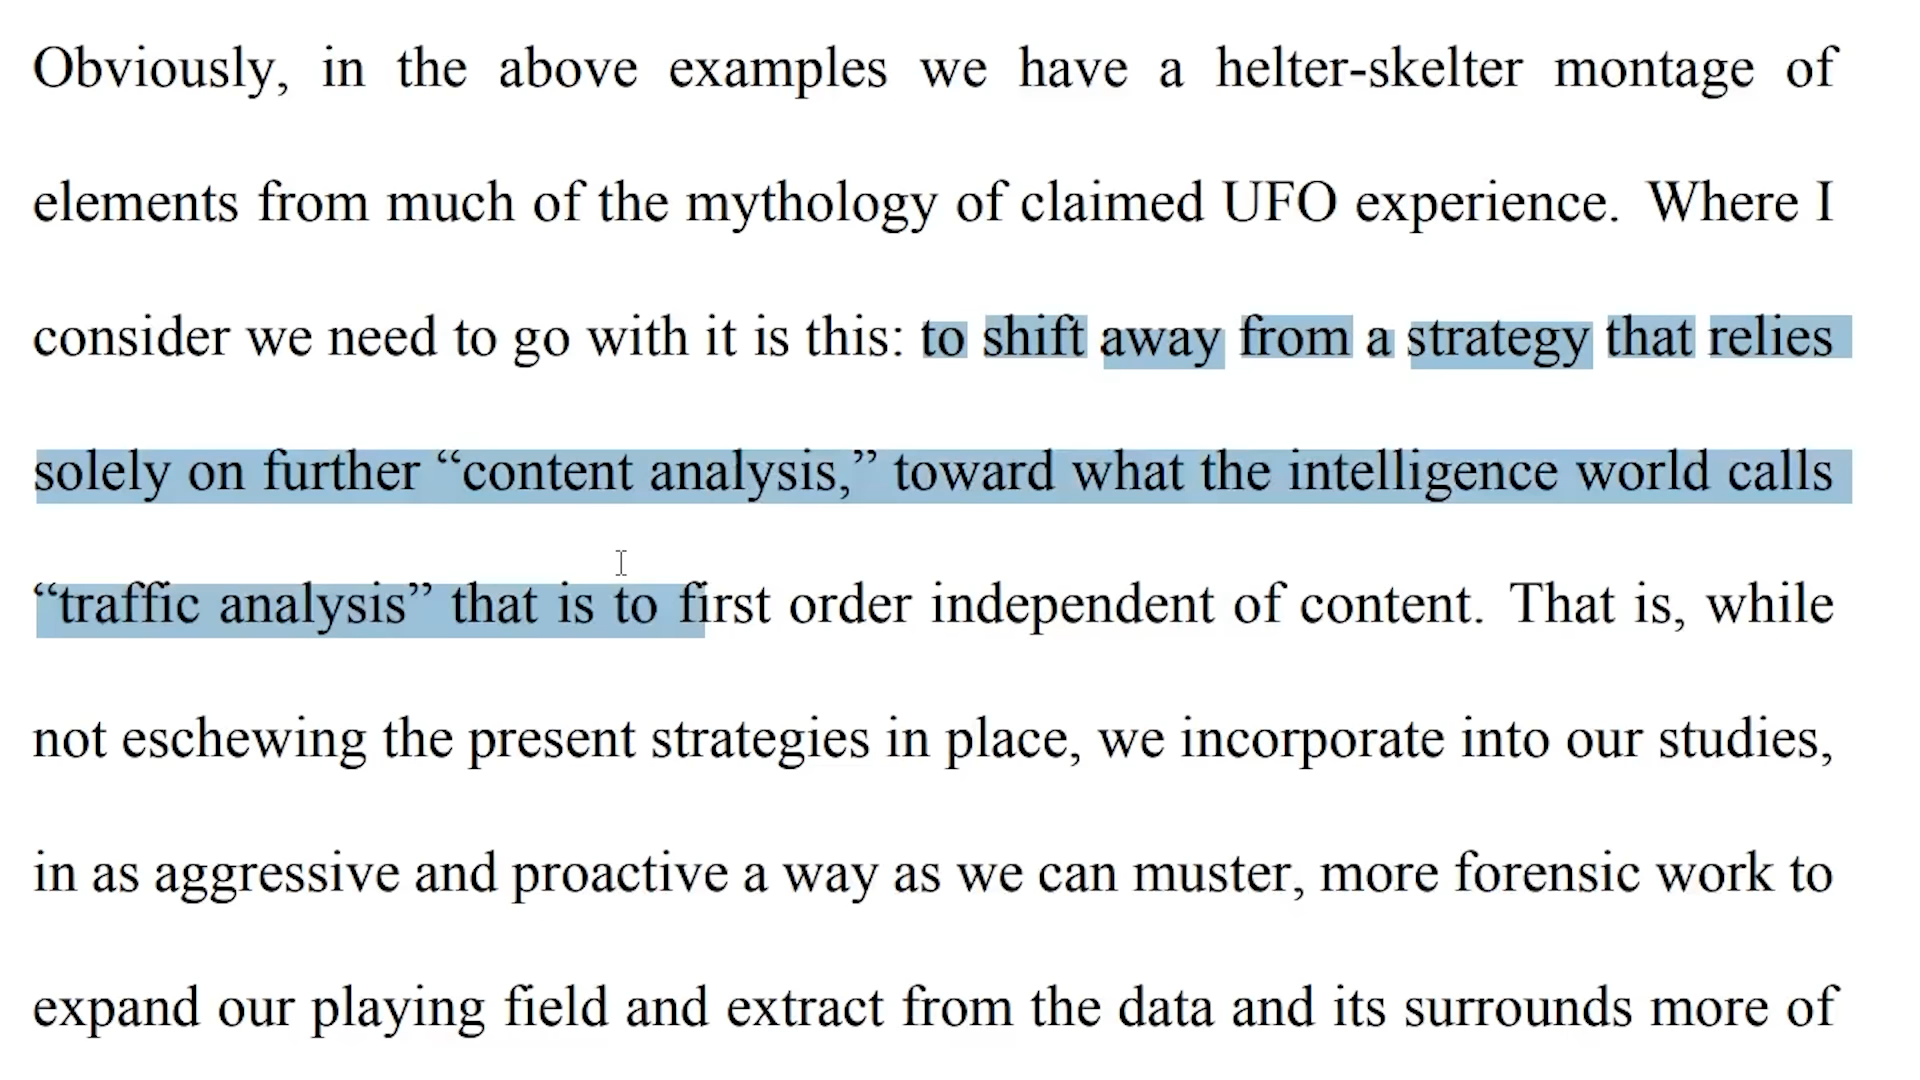 Obviously, in the above examples we have a helter-skelter montage of
elements from much of the mythology of claimed UFO experience. Where I
consider we need to go with it is this: to shift away from a strategy that relies
solely on further “content analysis,” toward what the intelligence world calls
“traffic analysis” that is to first order independent of content. That is, while
not eschewing the present strategies in place, we incorporate into our studies,
in as aggressive and proactive a way as we can muster, more forensic work to
expand our playing field and extract from the data and its surrounds more of